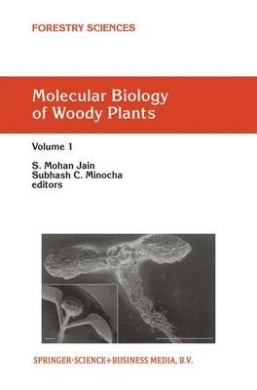 FORESTRY SCIENCES
Molecular Biology
of Woody Plants
Volume 1
S. Mohan Jain
Subhash C. Minocha
editors
SPRINGER-SCIENCE+BUSINESS MEDIA, B.V.